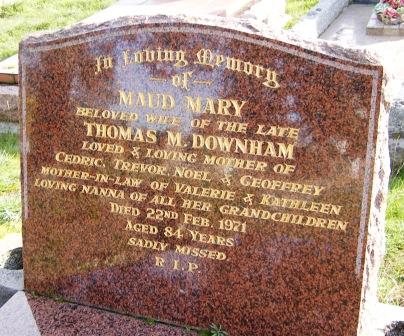 In Loving Memory
— of —
MAUD MARY
BELOVED WIFE OF THE LATE
THOMAS M. DOWNHAM
LOVED & LOVING MOTHER OF
CEDRIC, TREVOR, NOEL, & GEOFFREY
MOTHER-IN-LAW OF VALERIE & KATHLEEN
LOVING NANNA OF ALL HER GRANDCHILDREN
DIED 22ND FEB. 1971
AGED 84 YEARS
SADLY MISSED
R.I.P.